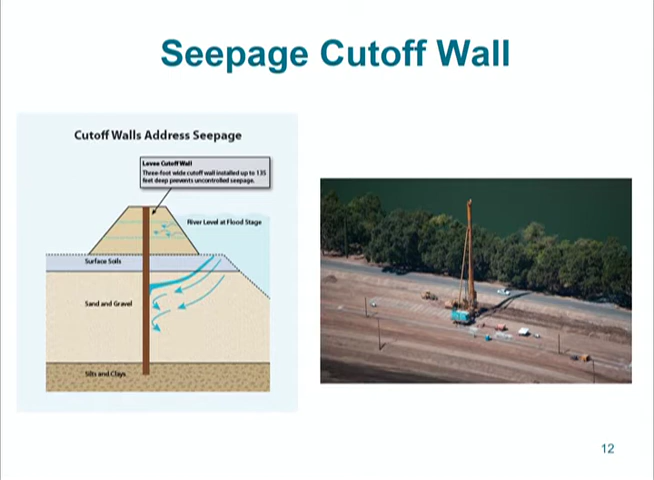 Seepage Cutoff Wall
Cutoff Walls Address Seepage
Levee Cutoff Wall
Three-foot wide cutoff wall installed up to 135
feet deep prevents uncontrolled seepage.
River Level at Flood Stage
Surface Soils
Sand and Gravel
Silts and Clays
12